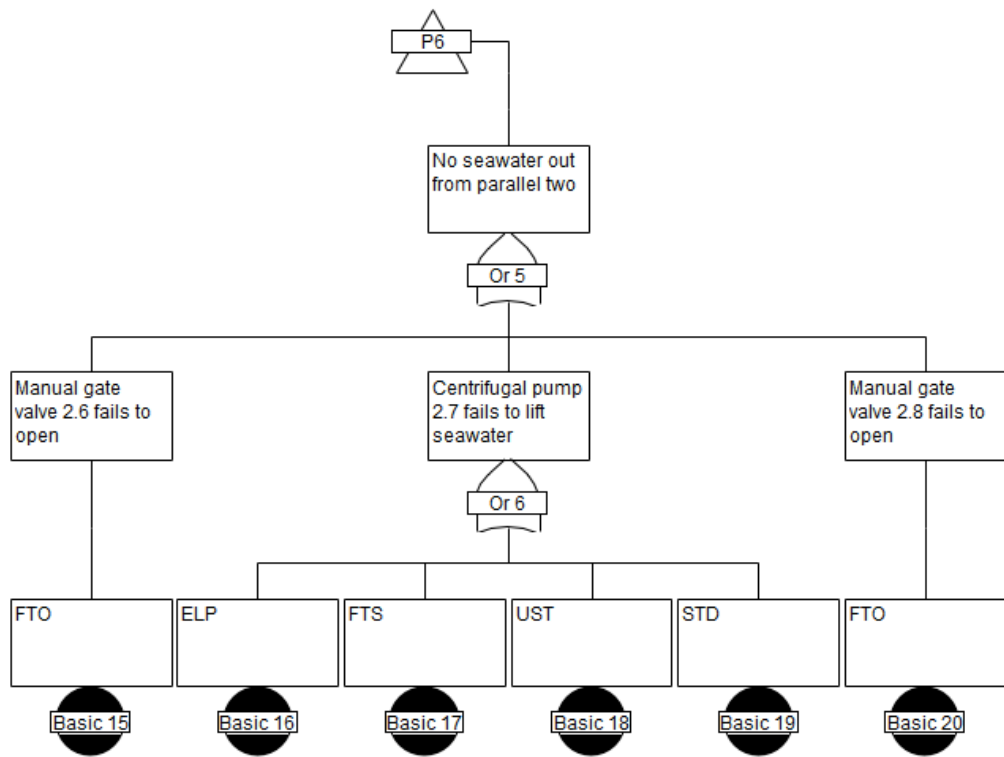 P6
No seawater out
from parallel two
Or 5
Manual gate
valve 2.6 fails to
open
Centrifugal pump
2.7 fails to lift
seawater
Manual gate
valve 2.8 fails to
open
Or 6
FTO
ELP
FTS
UST
STD
FTO
Basic 15
Basic 16
Basic 17
Basic 18
Basic 19
Basic 20